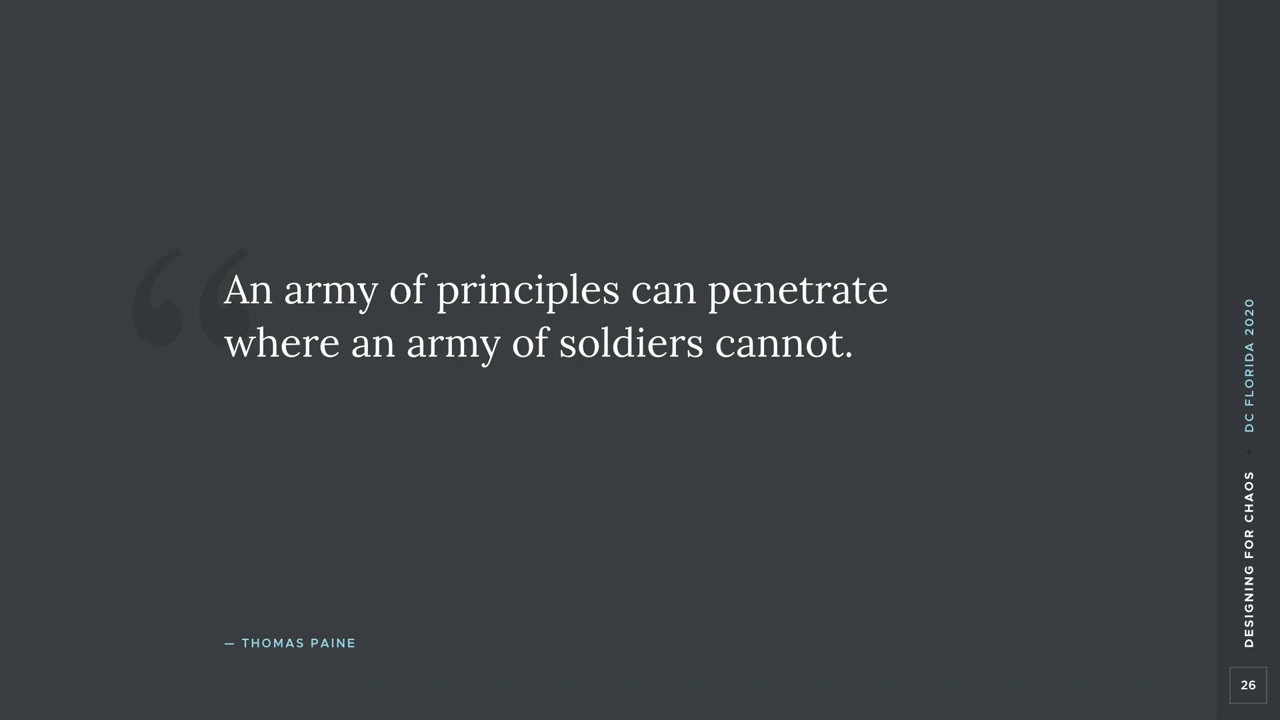 “An army of principles can penetrate
where an army of soldiers cannot.
— THOMAS PAINE
DESIGNING FOR CHAOS + DC FLORIDA 2020
26